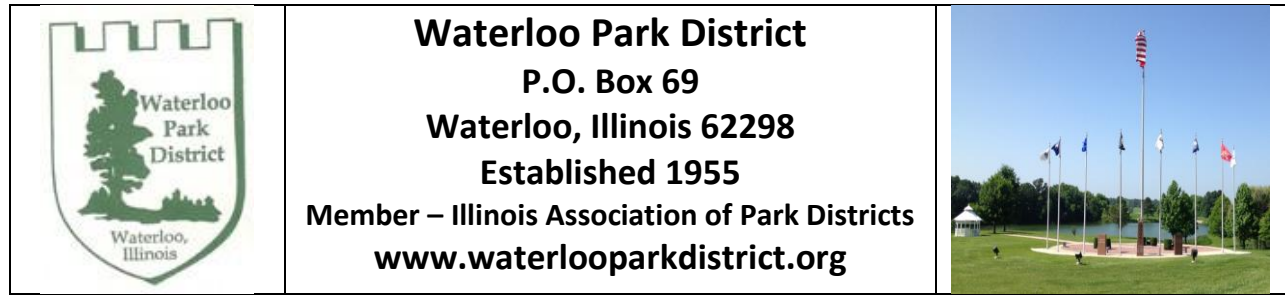 Waterloo
Park
District
Waterloo,
Illinois
Waterloo Park District
P.O. Box 69
Waterloo, Illinois 62298
Established 1955
Member – Illinois Association of Park Districts
www.waterlooparkdistrict.org